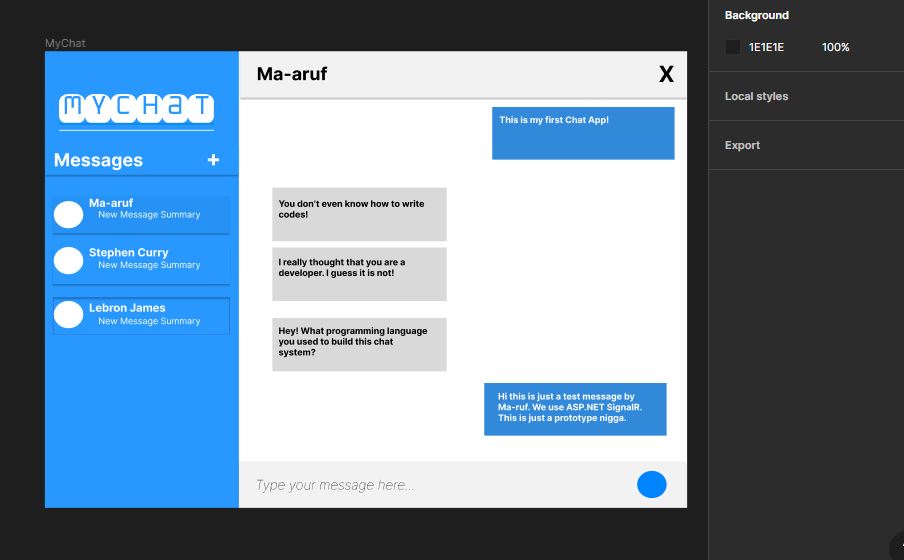 MyChat
MYCHaT
Messages +
Ma-aruf
New Message Summary
Stephen Curry
New Message Summary
Lebron James
New Message Summary
Ma-aruf X
This is my first Chat App!
You don't even know how to write
codes!
I really thought that you are a
developer. I guess it is not!
Hey! What programming language
you used to build this chat
system?
Hi this is just a test message by
Ma-ruf. We use ASP.NET SignalR.
This is just a prototype nigga.
Type your message here...
Background
1E1E1E 100%
Local styles
Export